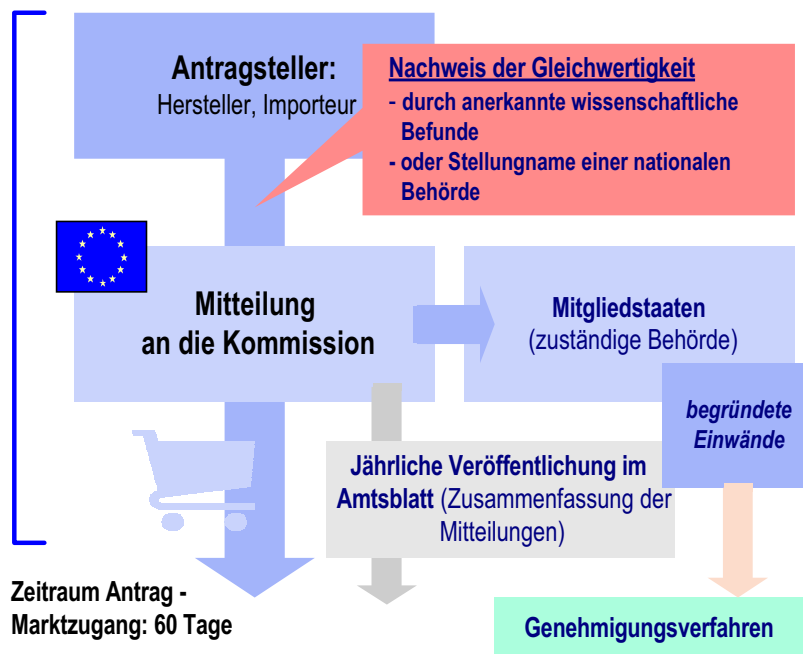 Antragsteller:
Hersteller, Importeur
Nachweis der Gleichwertigkeit
- durch anerkannte wissenschaftliche
Befunde
- oder Stellungname einer nationalen
Behörde
Mitteilung
an die Kommission
Mitgliedstaaten
(zuständige Behörde)
begründete
Einwände
Jährliche Veröffentlichung im
Amtsblatt (Zusammenfassung der
Mitteilungen)
Zeitraum Antrag -
Marktzugang: 60 Tage
Genehmigungsverfahren